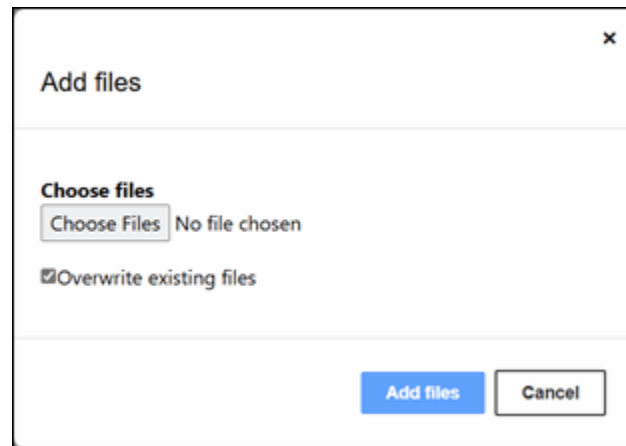 ×
Add files
Choose files
Choose Files No file chosen
Overwrite existing files
Add files Cancel